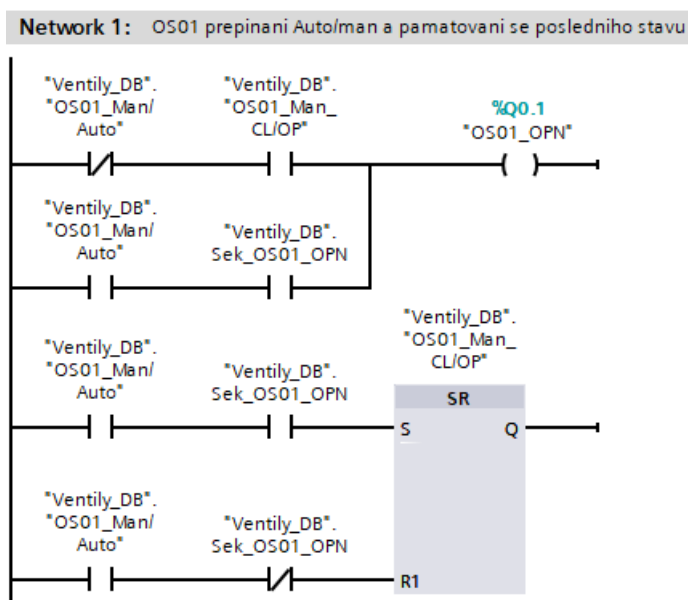 Network 1: OS01 prepinani Auto/man a pamatovani se posledniho stavu
"Ventily_DB".
"OS01_Man/
Auto"
"Ventily_DB".
"OS01_Man_
CL/OP"
%Q0.1
"OS01_OPN"
"Ventily_DB".
"OS01_Man/
Auto"
"Ventily_DB".
Sek_OS01_OPN
"Ventily_DB".
"OS01_Man_
CL/OP"
"Ventily_DB".
"OS01_Man/
Auto"
"Ventily_DB".
Sek_OS01_OPN
SR
S Q
"Ventily_DB".
"OS01_Man/
Auto"
"Ventily_DB".
Sek_OS01_OPN
R1